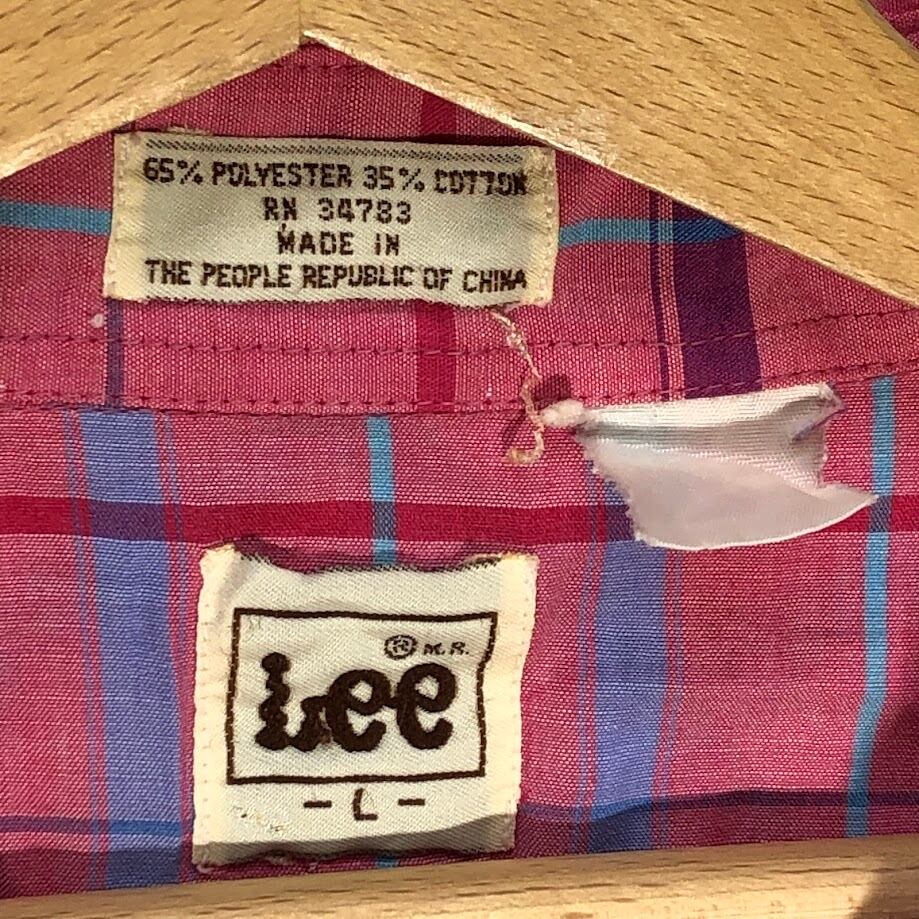 65% POLYESTER 35% COTTON
RN 34783
MADE IN
THE PEOPLE REPUBLIC OF CHINA
® M.R.
Lee
- L -